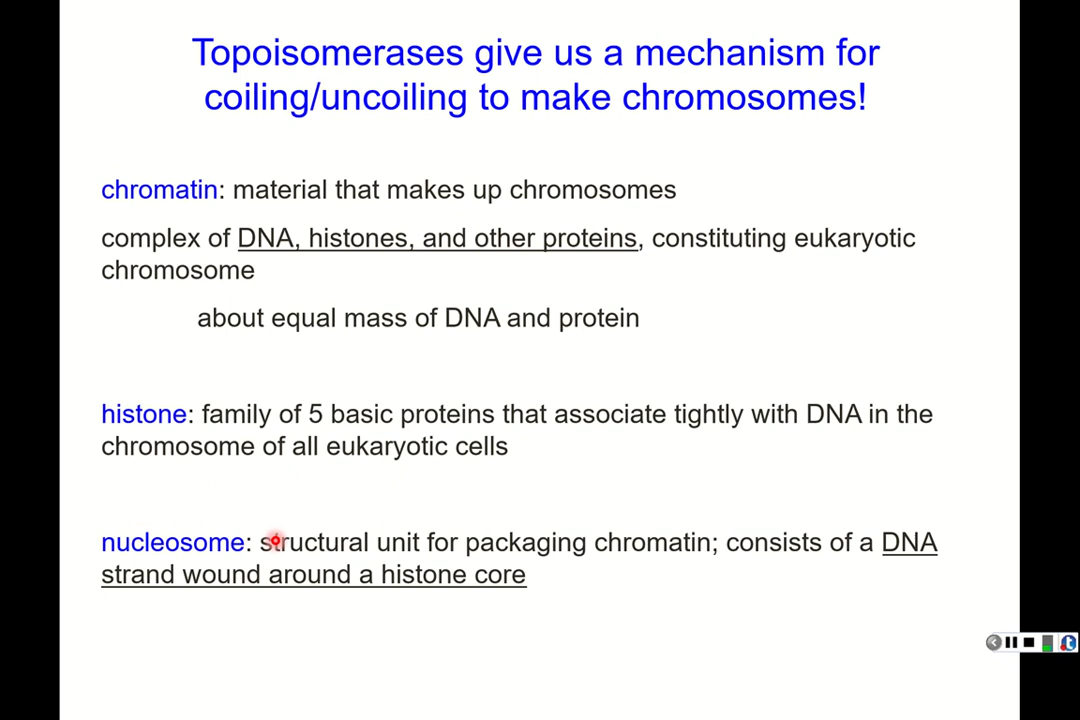 Topoisomerases give us a mechanism for
coiling/uncoiling to make chromosomes!
chromatin: material that makes up chromosomes
complex of DNA, histones, and other proteins, constituting eukaryotic
chromosome
about equal mass of DNA and protein
histone: family of 5 basic proteins that associate tightly with DNA in the
chromosome of all eukaryotic cells
nucleosome: structural unit for packaging chromatin; consists of a DNA
strand wound around a histone core